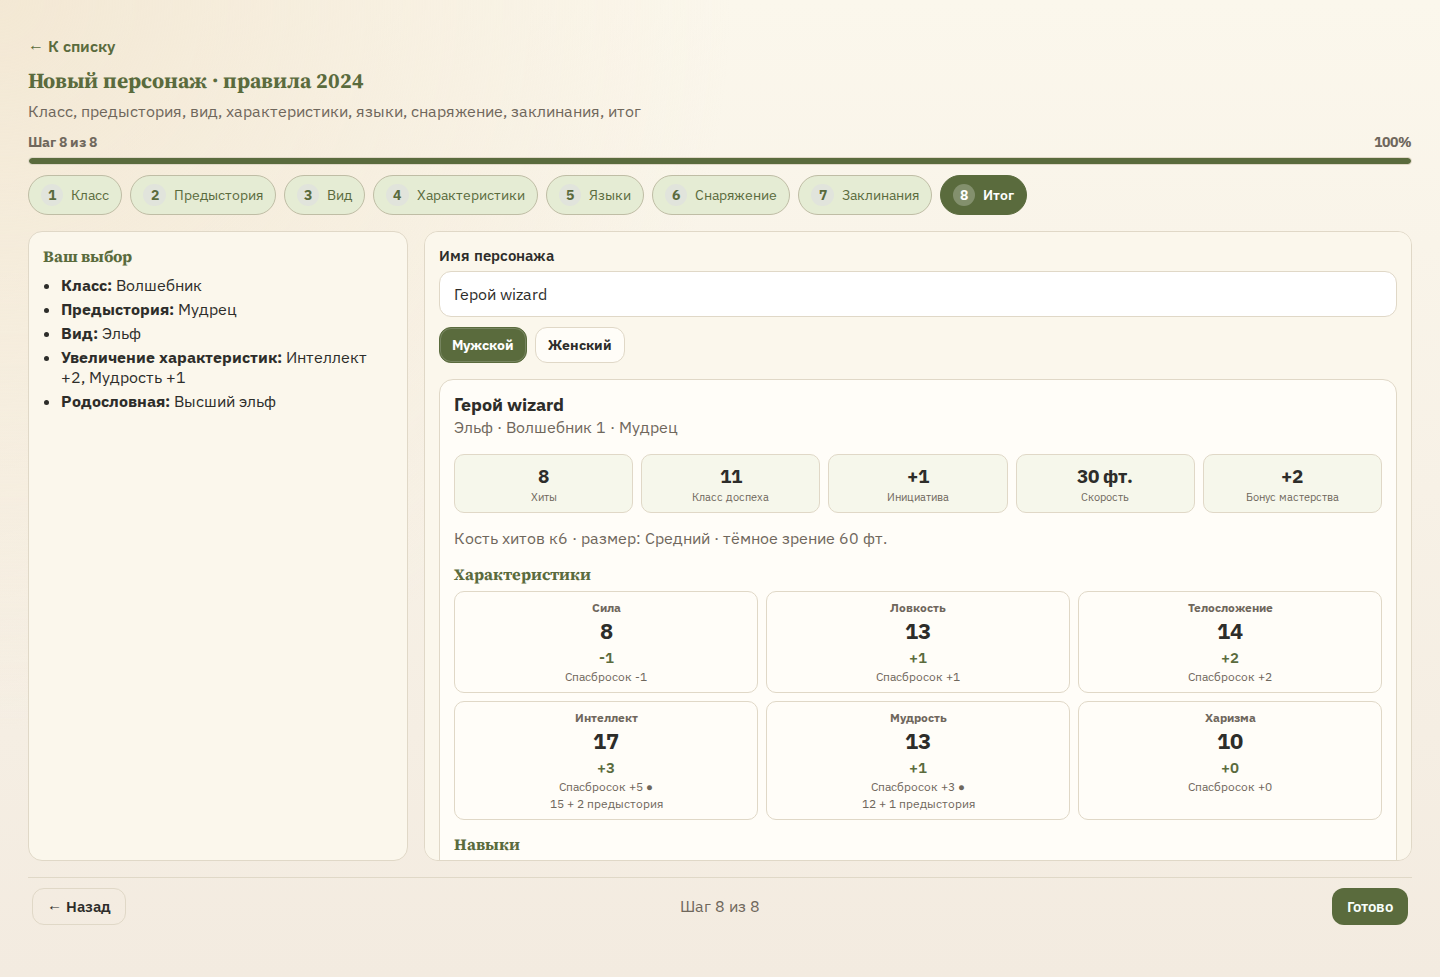 ← К списку
Новый персонаж · правила 2024
Класс, предыстория, вид, характеристики, языки, снаряжение, заклинания, итог
Шаг 8 из 8
100%
1 Класс
2 Предыстория
3 Вид
4 Характеристики
5 Языки
6 Снаряжение
7 Заклинания
8 Итог
Ваш выбор
• Класс: Волшебник
• Предыстория: Мудрец
• Вид: Эльф
• Увеличение характеристик: Интеллект
+2, Мудрость +1
• Родословная: Высший эльф
Имя персонажа
Герой wizard
Мужской
Женский
Герой wizard
Эльф · Волшебник 1 · Мудрец
8
Хиты
11
Класс доспеха
+1
Инициатива
30 фт.
Скорость
+2
Бонус мастерства
Кость хитов к6 · размер: Средний · тёмное зрение 60 фт.
Характеристики
Сила
8
-1
Спасбросок -1
Ловкость
13
+1
Спасбросок +1
Телосложение
14
+2
Спасбросок +2
Интеллект
17
+3
Спасбросок +5 ●
15 + 2 предыстория
Мудрость
13
+1
Спасбросок +3 ●
12 + 1 предыстория
Харизма
10
+0
Спасбросок +0
Навыки
← Назад
Шаг 8 из 8
Готово